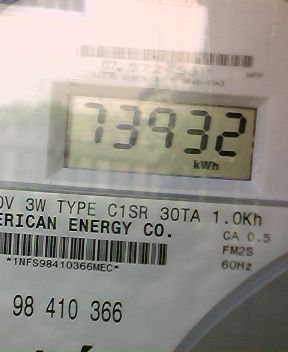 73932
kWh
0V 3W TYPE C1SR 30TA 1.0Kh
ERICAN ENERGY CO.
CA 0.5
FM2S
60Hz
*1NFS98410366MEC*
98 410 366